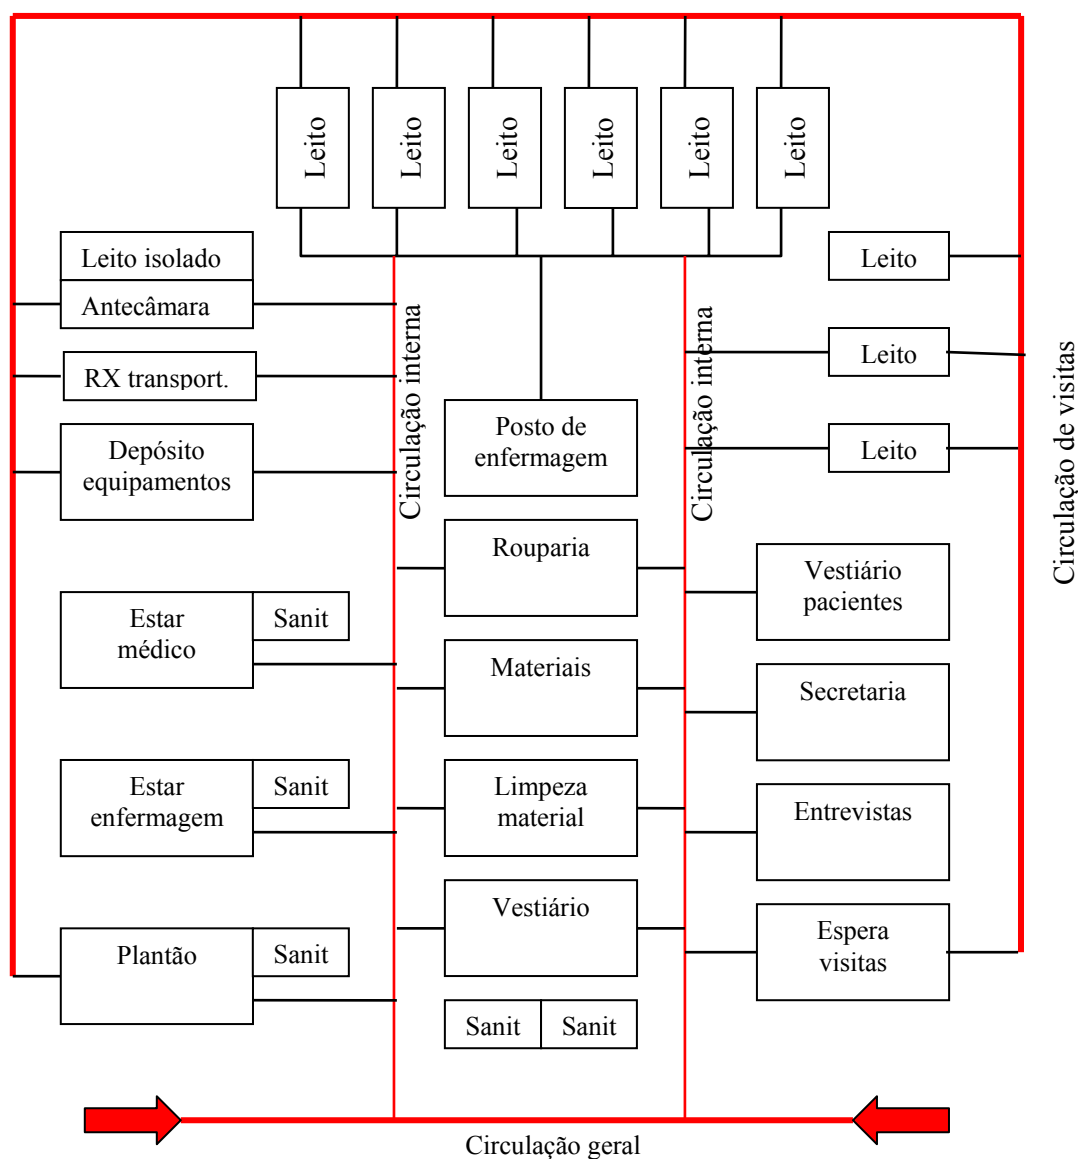 Leito
Leito
Leito
Leito
Leito
Leito
Leito isolado
Antecâmara
RX transport.
Depósito
equipamentos
Estar
médico
Sanit
Estar
enfermagem
Sanit
Plantão
Sanit
Circulação interna
Posto de
enfermagem
Rouparia
Materiais
Limpeza
material
Vestiário
Sanit
Sanit
Circulação interna
Leito
Leito
Leito
Vestiário
pacientes
Secretaria
Entrevistas
Espera
visitas
Circulação de visitas
Circulação geral